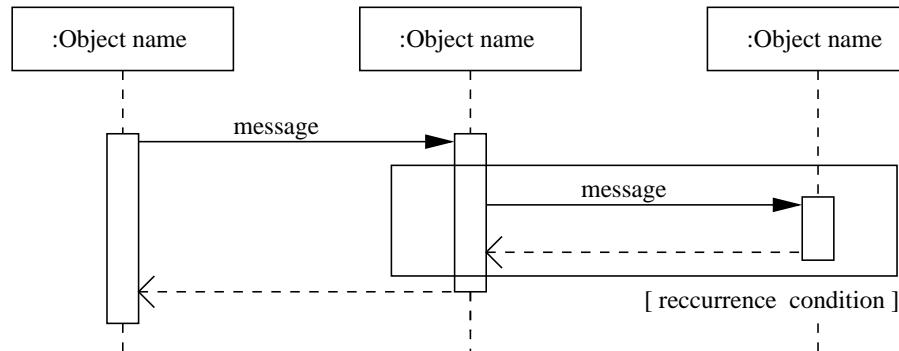 :Object name
:Object name
:Object name
message
message
[ reccurrence condition ]